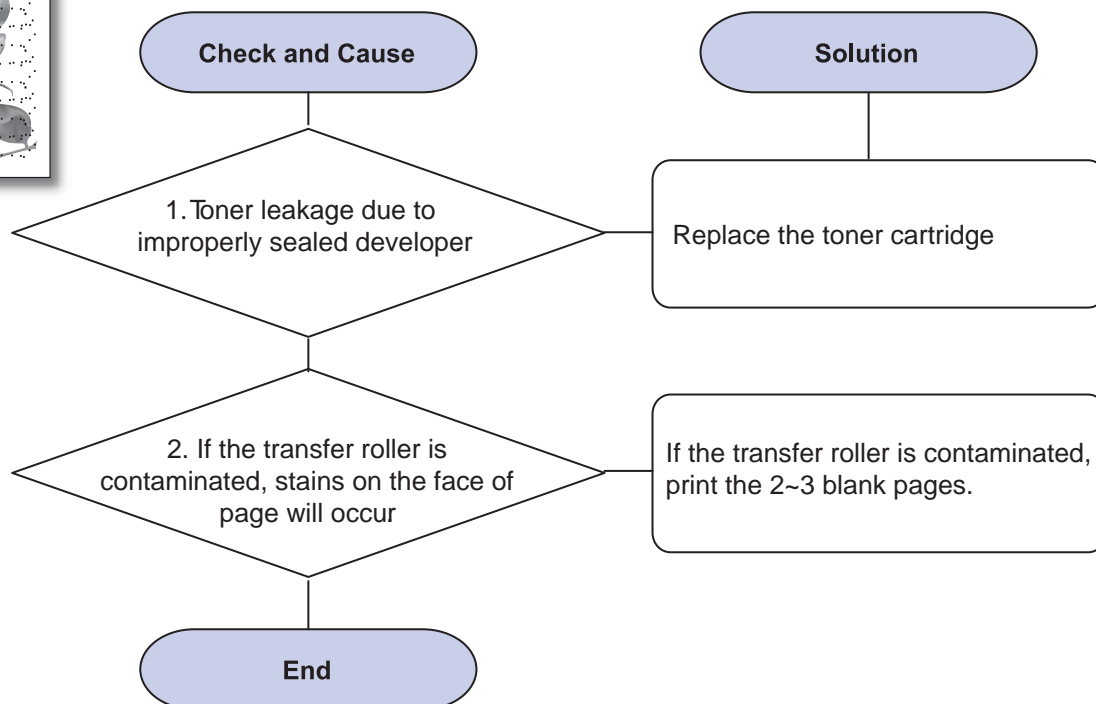 Check and Cause
Solution
1. Toner leakage due to
improperly sealed developer
Replace the toner cartridge
2. If the transfer roller is
contaminated, stains on the face of
page will occur
If the transfer roller is contaminated,
print the 2~3 blank pages.
End